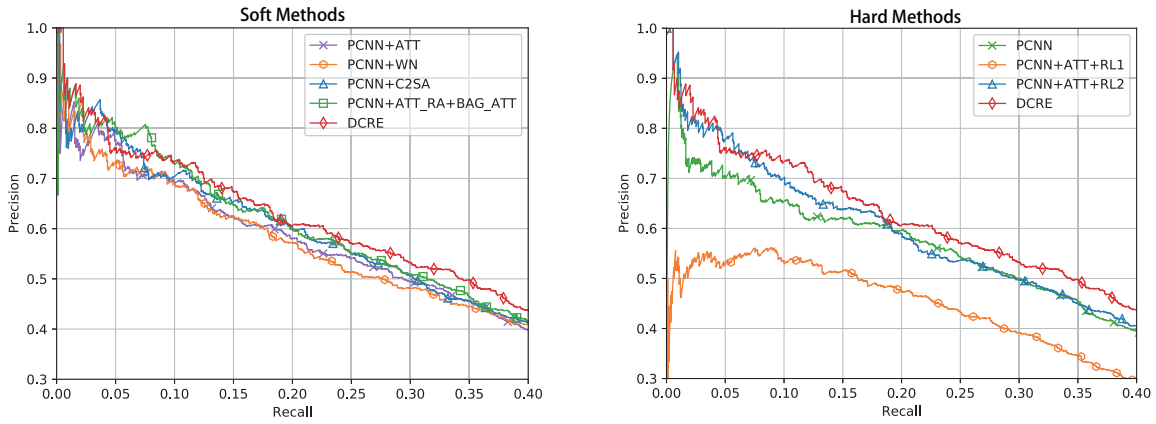 Soft Methods
1.0
0.9
0.8
0.7
0.6
0.5
0.4
0.3
Precision
PCNN+ATT
PCNN+WN
PCNN+C2SA
PCNN+ATT_RA+BAG_ATT
DCRE
0.00 0.05 0.10 0.15 0.20 0.25 0.30 0.35 0.40
Recall
Hard Methods
1.0
0.9
0.8
0.7
0.6
0.5
0.4
0.3
Precision
PCNN
PCNN+ATT+RL1
PCNN+ATT+RL2
DCRE
0.00 0.05 0.10 0.15 0.20 0.25 0.30 0.35 0.40
Recall